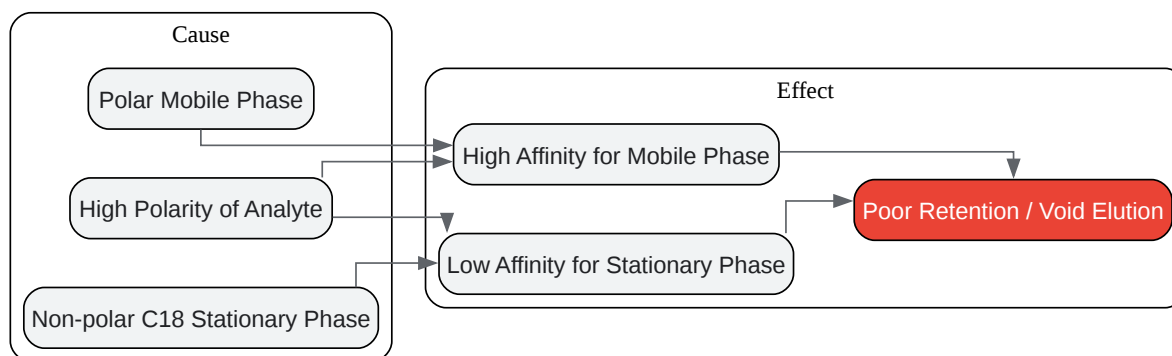 Cause
Polar Mobile Phase
High Polarity of Analyte
Non-polar C18 Stationary Phase
Effect
High Affinity for Mobile Phase
Low Affinity for Stationary Phase
Poor Retention / Void Elution